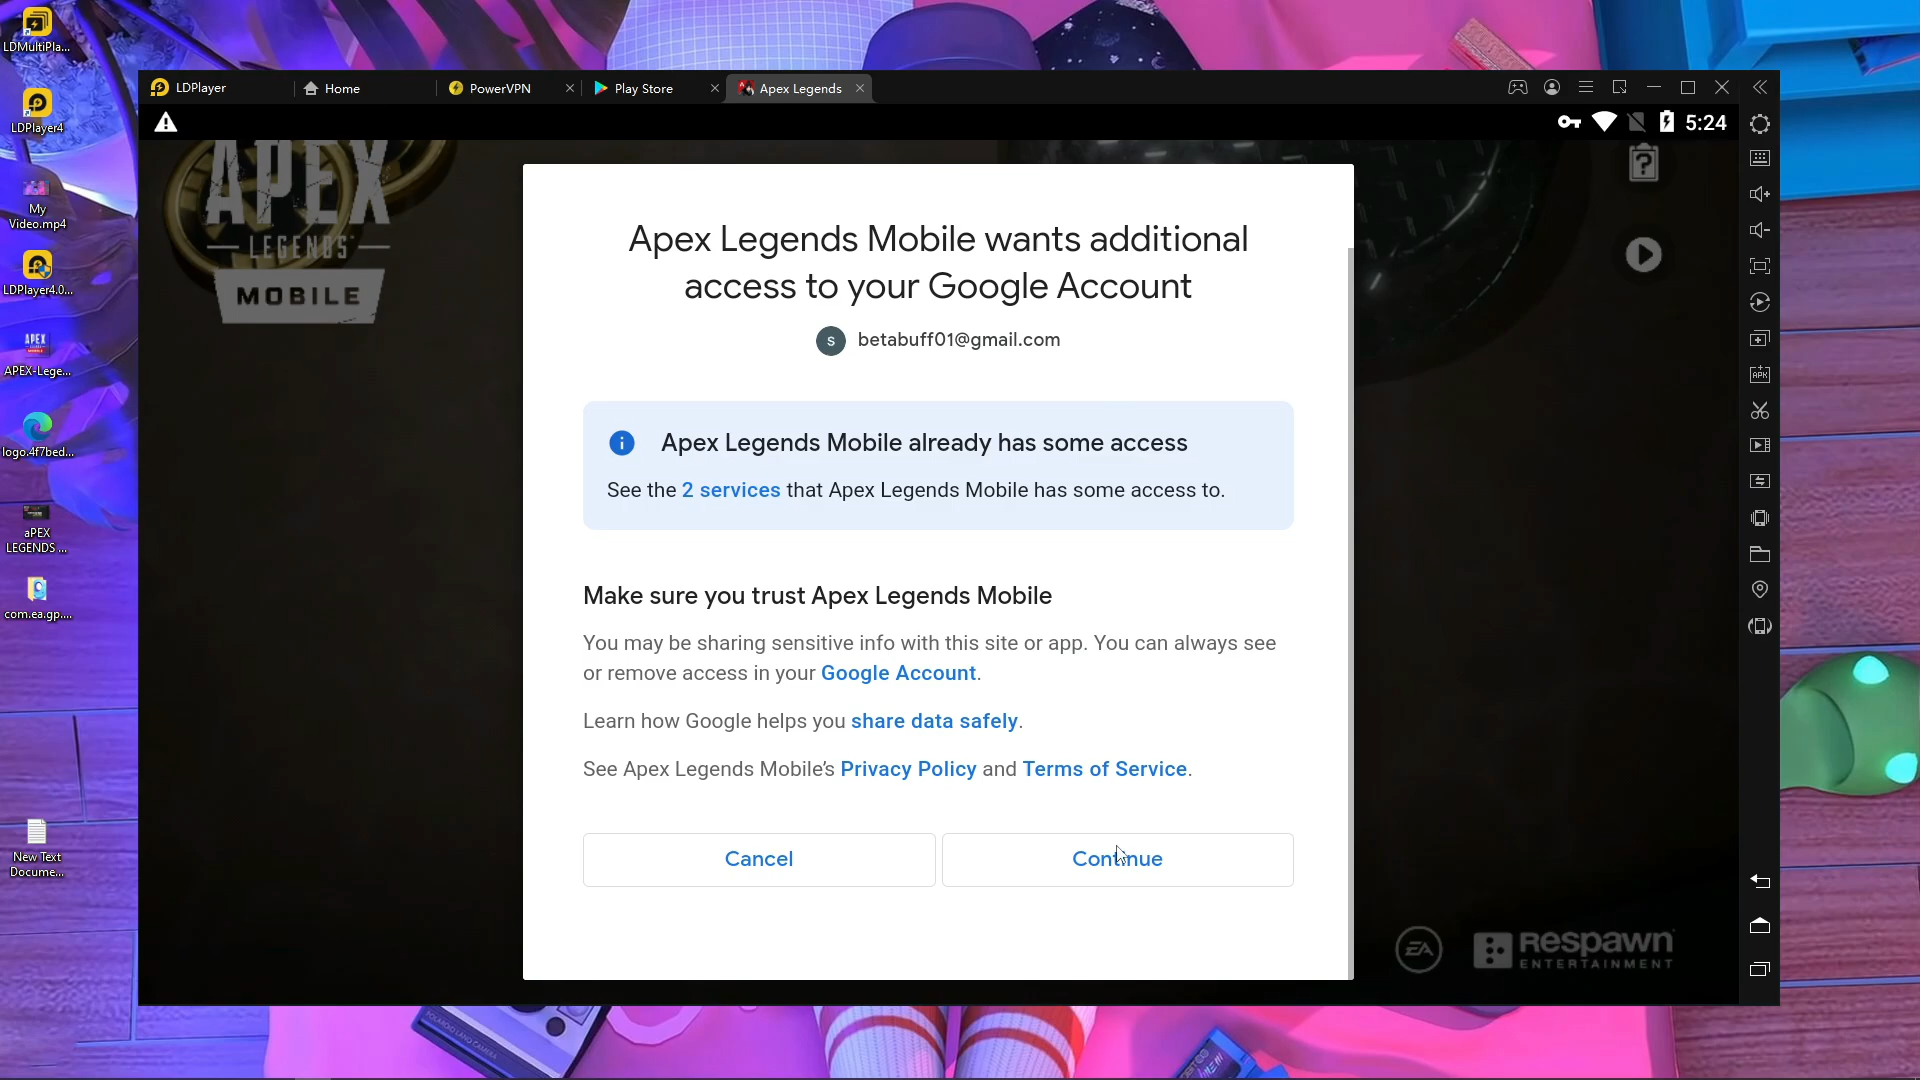 LDMultiPla...
LDPlayer4
My
Video.mp4
LDPlayer4.0...
APEX-Lege...
logo.4f7bed...
aPEX
LEGENDS ...
com.ea.gp....
New Text
Docume...
LDPlayer
Home
PowerVPN
Play Store
Apex Legends
5:24
APEX
LEGENDS
MOBILE
Apex Legends Mobile wants additional
access to your Google Account
S
betabuff01@gmail.com
Apex Legends Mobile already has some access
See the 2 services that Apex Legends Mobile has some access to.
Make sure you trust Apex Legends Mobile
You may be sharing sensitive info with this site or app. You can always see
or remove access in your Google Account.
Learn how Google helps you share data safely.
See Apex Legends Mobile's Privacy Policy and Terms of Service.
Cancel
Continue
EA
RESPAWN
ENTERTAINMENT
APK
POLAROID LAND CAMERA